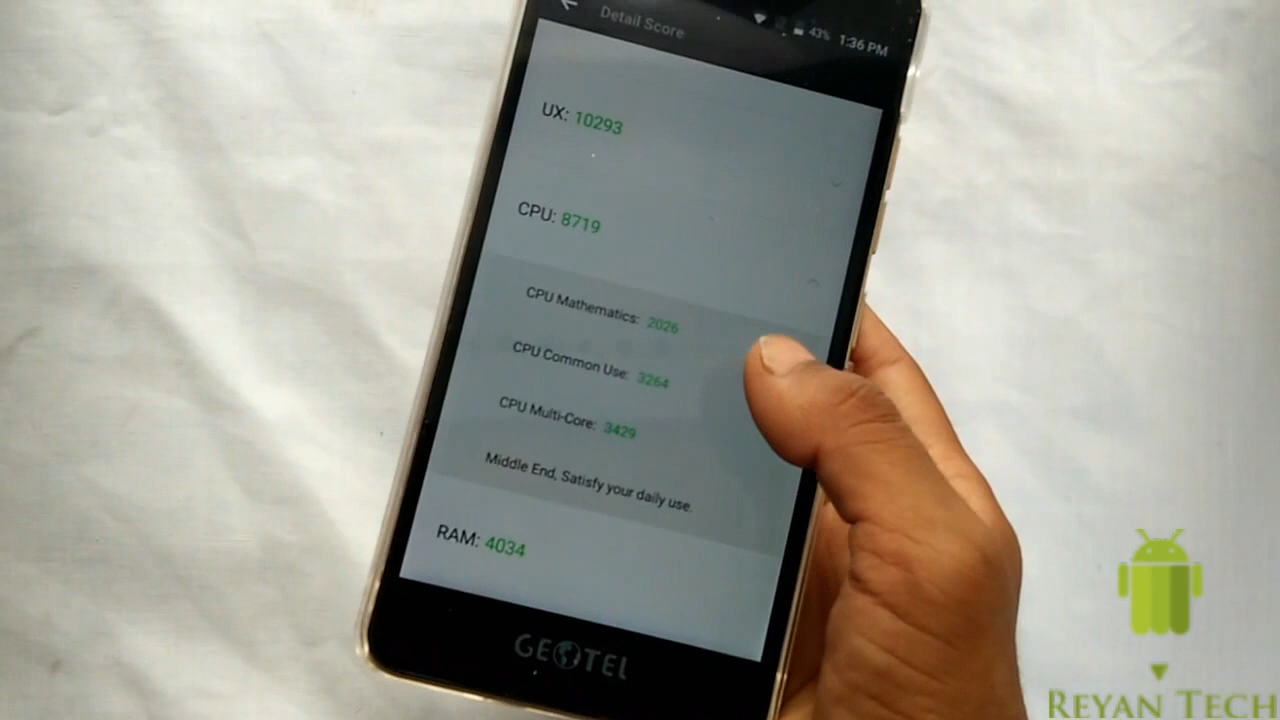 Detail Score
43% 1:36 PM
UX: 10293
CPU: 8719
CPU Mathematics: 2026
CPU Common Use: 3264
CPU Multi-Core: 3429
Middle End, Satisfy your daily use.
RAM: 4034
GEOTEL
REYAN TECH